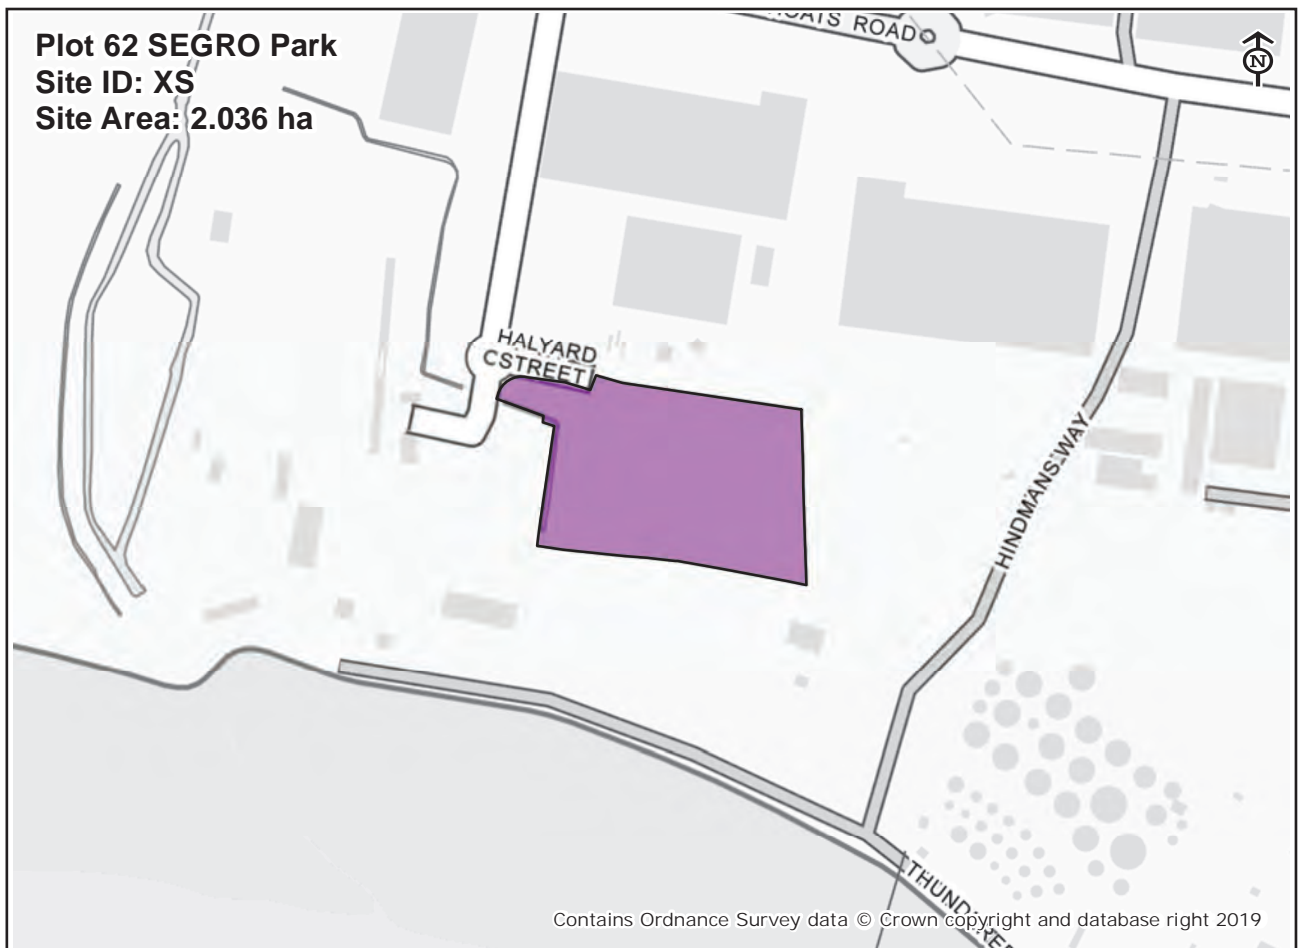 Plot 62 SEGRO Park
Site ID: XS
Site Area: 2.036 ha
ROAD
N
HALYARD
CSTREET
HINDMANS WAY
Contains Ordnance Survey data © Crown copyright and database right 2019